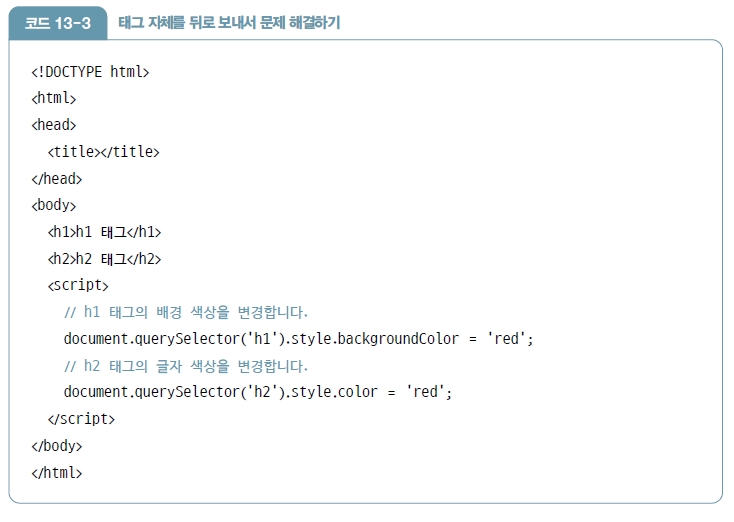 코드 13-3 태그 자체를 뒤로 보내서 문제 해결하기
<!DOCTYPE html>
<html>
<head>
  <title></title>
</head>
<body>
  <h1>h1 태그</h1>
  <h2>h2 태그</h2>
  <script>
    // h1 태그의 배경 색상을 변경합니다.
    document.querySelector('h1').style.backgroundColor = 'red';
    // h2 태그의 글자 색상을 변경합니다.
    document.querySelector('h2').style.color = 'red';
  </script>
</body>
</html>